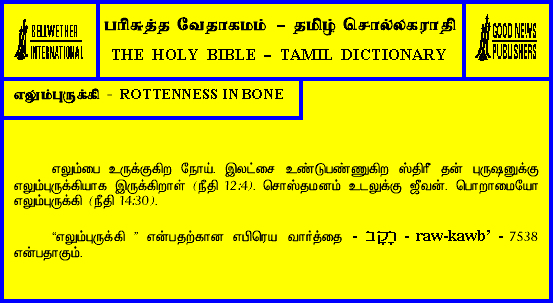 BELLWETHER
INTERNATIONAL
பரிசுத்த வேதாகமம் – தமிழ் சொல்லகராதி
THE HOLY BIBLE – TAMIL DICTIONARY
GOOD NEWS
PUBLISHERS
எலும்புருக்கி - ROTTENNESS IN BONE
எலும்பை உருக்குகிற நோய். இலட்சை உண்டுபண்ணுகிற ஸ்திரீ தன் புருஷனுக்கு
எலும்புருக்கியாக இருக்கிறாள் (நீதி 12:4). சொஸ்தமனம் உடலுக்கு ஜீவன். பொறாமையோ
எலும்புருக்கி (நீதி 14:30).
“எலும்புருக்கி ” என்பதற்கான எபிரெய வார்த்தை - רָקָב - raw-kawb’ - 7538
என்பதாகும்.